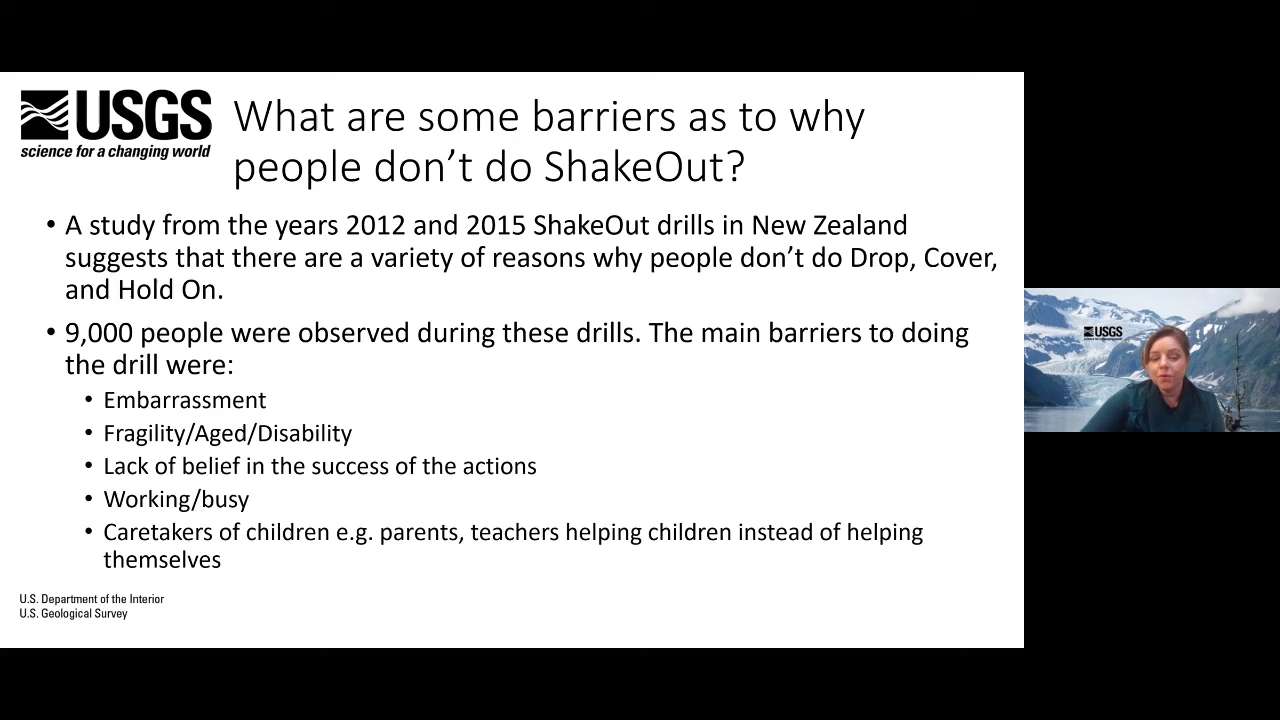 USGS
science for a changing world
What are some barriers as to why
people don’t do ShakeOut?
• A study from the years 2012 and 2015 ShakeOut drills in New Zealand
suggests that there are a variety of reasons why people don’t do Drop, Cover,
and Hold On.
• 9,000 people were observed during these drills. The main barriers to doing
the drill were:
• Embarrassment
• Fragility/Aged/Disability
• Lack of belief in the success of the actions
• Working/busy
• Caretakers of children e.g. parents, teachers helping children instead of helping
themselves
U.S. Department of the Interior
U.S. Geological Survey
USGS
science for a changing world